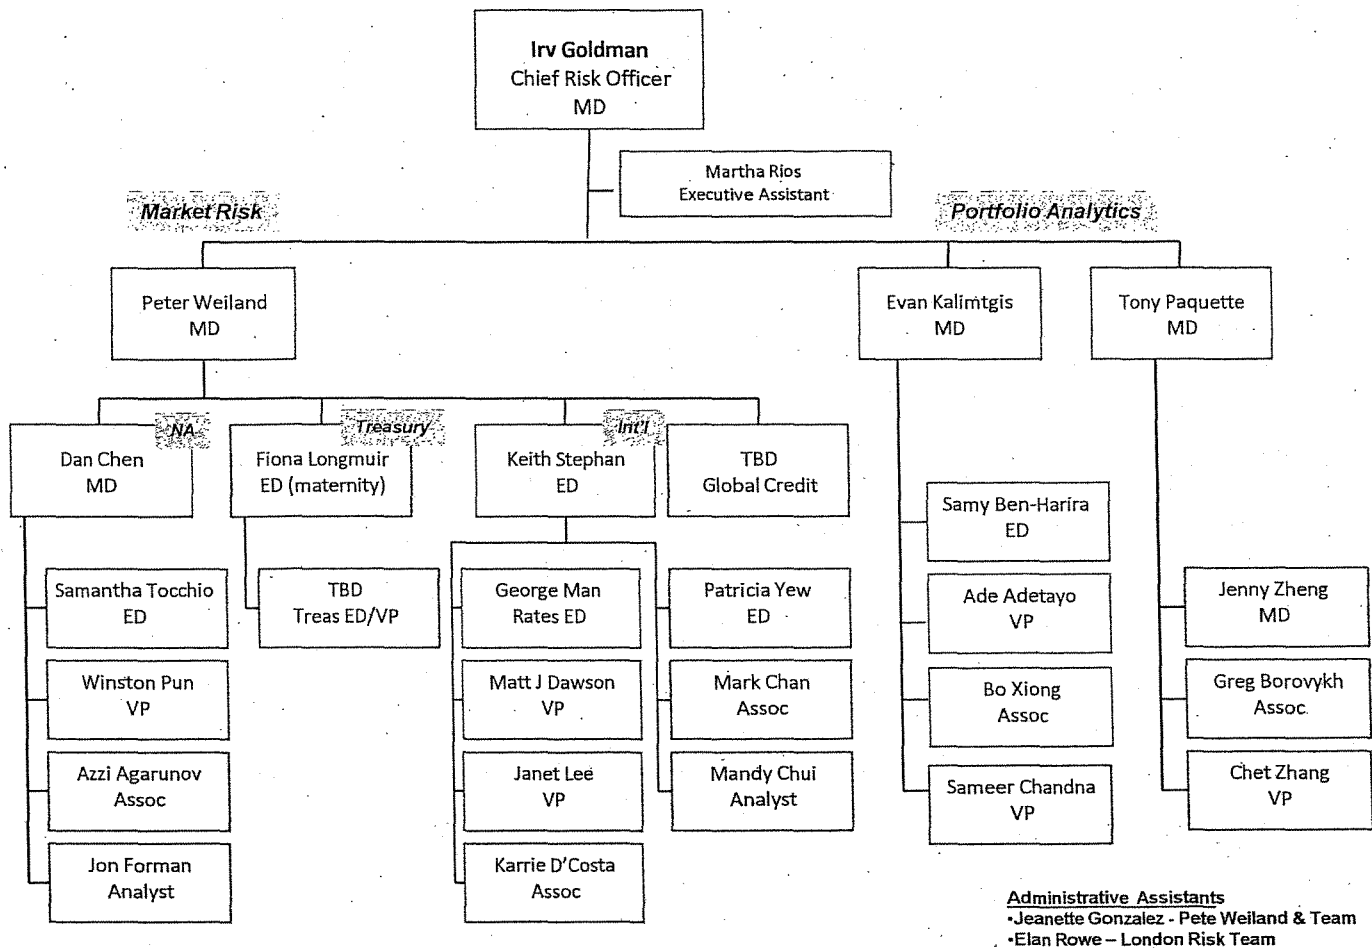 Irv Goldman
Chief Risk Officer
MD
Martha Rios
Executive Assistant
Market Risk
Portfolio Analytics
Peter Weiland
MD
Evan Kalimtgis
MD
Tony Paquette
MD
NA
Dan Chen
MD
Treasury
Fiona Longmuir
ED (maternity)
Int'l
Keith Stephan
ED
TBD
Global Credit
Samantha Tocchio
ED
Winston Pun
VP
Azzi Agarunov
Assoc
Jon Forman
Analyst
TBD
Treas ED/VP
George Man
Rates ED
Matt J Dawson
VP
Janet Lee
VP
Karrie D'Costa
Assoc
Patricia Yew
ED
Mark Chan
Assoc
Mandy Chui
Analyst
Samy Ben-Harira
ED
Ade Adetayo
VP
Bo Xiong
Assoc
Sameer Chandna
VP
Jenny Zheng
MD
Greg Borovykh
Assoc
Chet Zhang
VP
Administrative Assistants
•Jeanette Gonzalez - Pete Weiland & Team
•Elan Rowe – London Risk Team